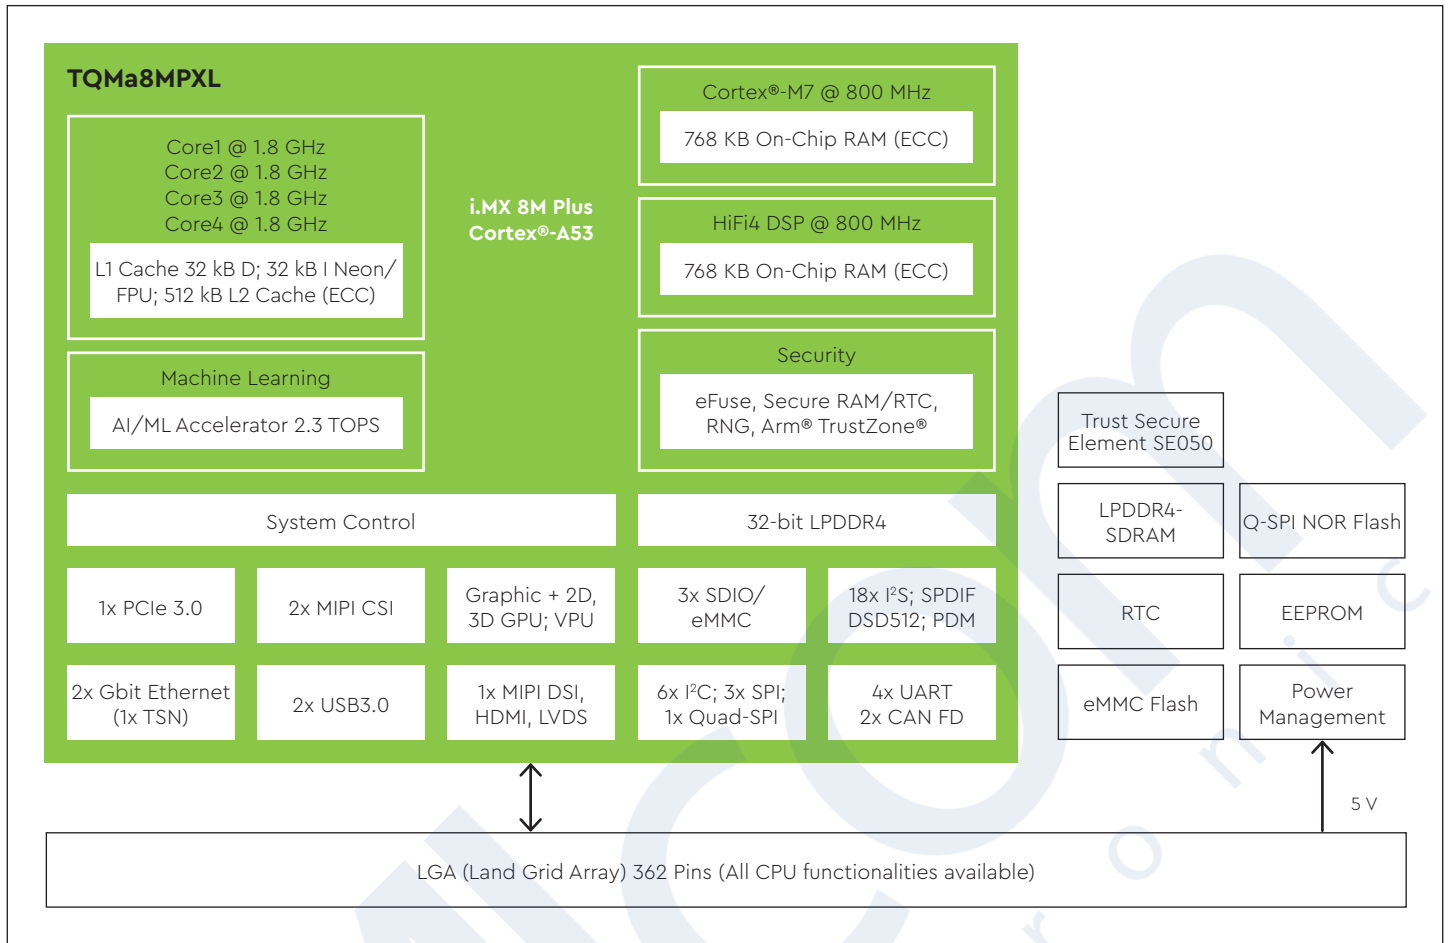 TQMa8MPXL
Core1 @ 1.8 GHz
Core2 @ 1.8 GHz
Core3 @ 1.8 GHz
Core4 @ 1.8 GHz
L1 Cache 32 kB D; 32 kB I Neon/
FPU; 512 kB L2 Cache (ECC)
i.MX 8M Plus
Cortex®-A53
Cortex®-M7 @ 800 MHz
768 KB On-Chip RAM (ECC)
HiFi4 DSP @ 800 MHz
768 KB On-Chip RAM (ECC)
Machine Learning
AI/ML Accelerator 2.3 TOPS
Security
eFuse, Secure RAM/RTC,
RNG, Arm® TrustZone®
System Control
32-bit LPDDR4
1x PCIe 3.0
2x MIPI CSI
Graphic + 2D,
3D GPU; VPU
3x SDIO/
eMMC
18x I²S; SPDIF
DSD512; PDM
2x Gbit Ethernet
(1x TSN)
2x USB3.0
1x MIPI DSI,
HDMI, LVDS
6x I²C; 3x SPI;
1x Quad-SPI
4x UART
2x CAN FD
Trust Secure
Element SE050
LPDDR4-
SDRAM
Q-SPI NOR Flash
RTC
EEPROM
eMMC Flash
Power
Management
5 V
LGA (Land Grid Array) 362 Pins (All CPU functionalities available)